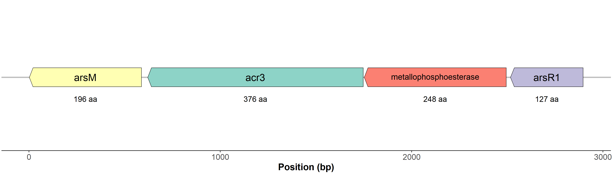 arsM acr3 metallophosphoesterase arsR1
196 aa 376 aa 248 aa 127 aa
0 1000 2000 3000
Position (bp)